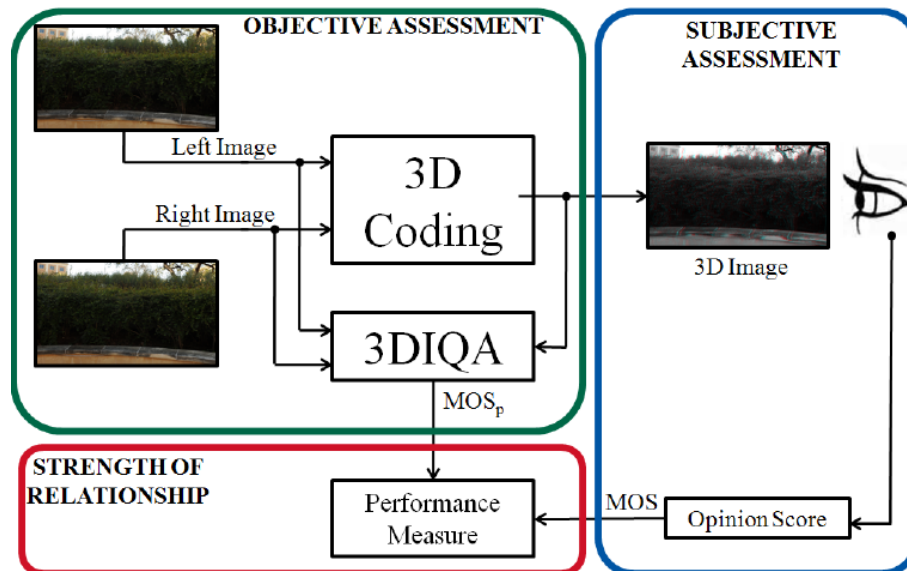 OBJECTIVE ASSESSMENT
SUBJECTIVE
ASSESSMENT
Left Image
3D
Coding
Right Image
3D Image
3DIQA
MOSp
STRENGTH OF
RELATIONSHIP
Performance
Measure
MOS
Opinion Score